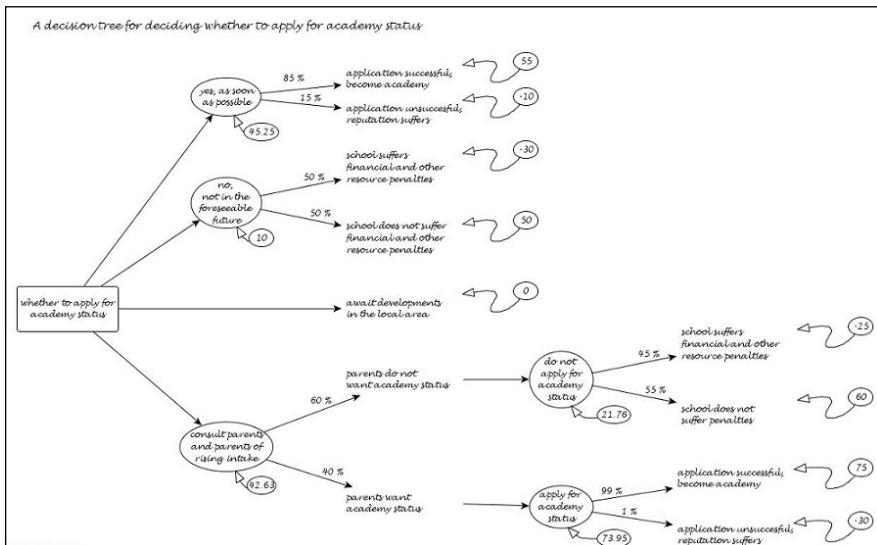 A decision tree for deciding whether to apply for academy status
yes, as soon
as possible
45.25
85 %
15 %
application successful,
become academy
55
application unsuccesful,
reputation suffers
-10
no,
not in the
foreseeable
future
10
50 %
50 %
school suffers
financial and other
resource penalties
-30
school does not suffer
financial and other
resource penalties
50
whether to apply for
academy status
await developments
in the local area
0
consult parents
and parents of
rising intake
42.63
60 %
40 %
parents do not
want academy status
parents want
academy status
do not
apply for
academy
status
21.76
45 %
55 %
school suffers
financial and other
resource penalties
-25
school does not
suffer penalties
60
apply for
academy
status
73.95
99 %
1 %
application successful,
become academy
75
application unsuccesful,
reputation suffers
-30